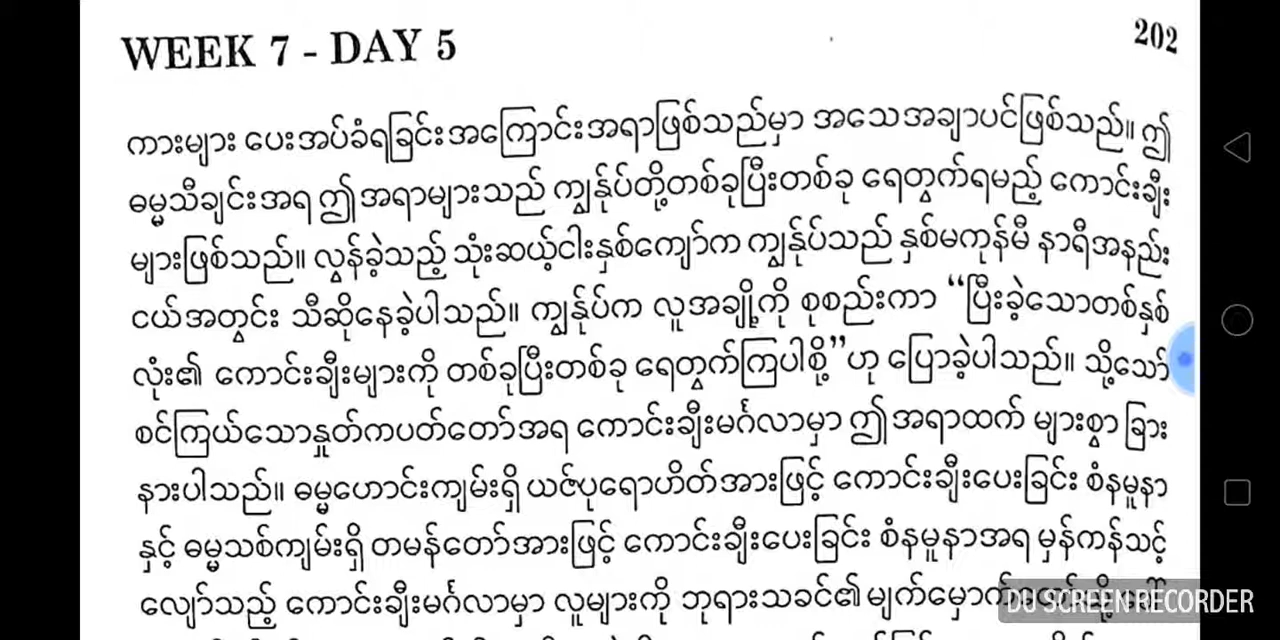 WEEK 7 - DAY 5
202
ကားများ ပေးအပ်ခံရခြင်းအကြောင်းအရာဖြစ်သည်မှာ အသေအချာပင်ဖြစ်သည်။ ဤ
ဓမ္မသီချင်းအရ ဤအရာများသည် ကျွန်ုပ်တို့တစ်ခုပြီးတစ်ခု ရေတွက်ရမည့် ကောင်းချီး
များဖြစ်သည်။ လွန်ခဲ့သည့် သုံးဆယ့်ငါးနှစ်ကျော်က ကျွန်ုပ်သည် နှစ်မကုန်မီ နာရီအနည်း
ငယ်အတွင်း သီဆိုနေခဲ့ပါသည်။ ကျွန်ုပ်က လူအချို့ကို စုစည်းကာ “ပြီးခဲ့သောတစ်နှစ်
လုံး၏ ကောင်းချီးများကို တစ်ခုပြီးတစ်ခု ရေတွက်ကြပါစို့”ဟု ပြောခဲ့ပါသည်။ သို့သော်
စင်ကြယ်သောနှုတ်ကပတ်တော်အရ ကောင်းချီးမင်္ဂလာမှာ ဤအရာထက် များစွာ ခြား
နားပါသည်။ ဓမ္မဟောင်းကျမ်းရှိ ယဇ်ပုရောဟိတ်အားဖြင့် ကောင်းချီးပေးခြင်း စံနမူနာ
နှင့် ဓမ္မသစ်ကျမ်းရှိ တမန်တော်အားဖြင့် ကောင်းချီးပေးခြင်း စံနမူနာအရ မှန်ကန်သင့်
လျော်သည့် ကောင်းချီးမင်္ဂလာမှာ လူများကို ဘုရားသခင်၏ မျက်မှောက်
DU SCREEN RECORDER